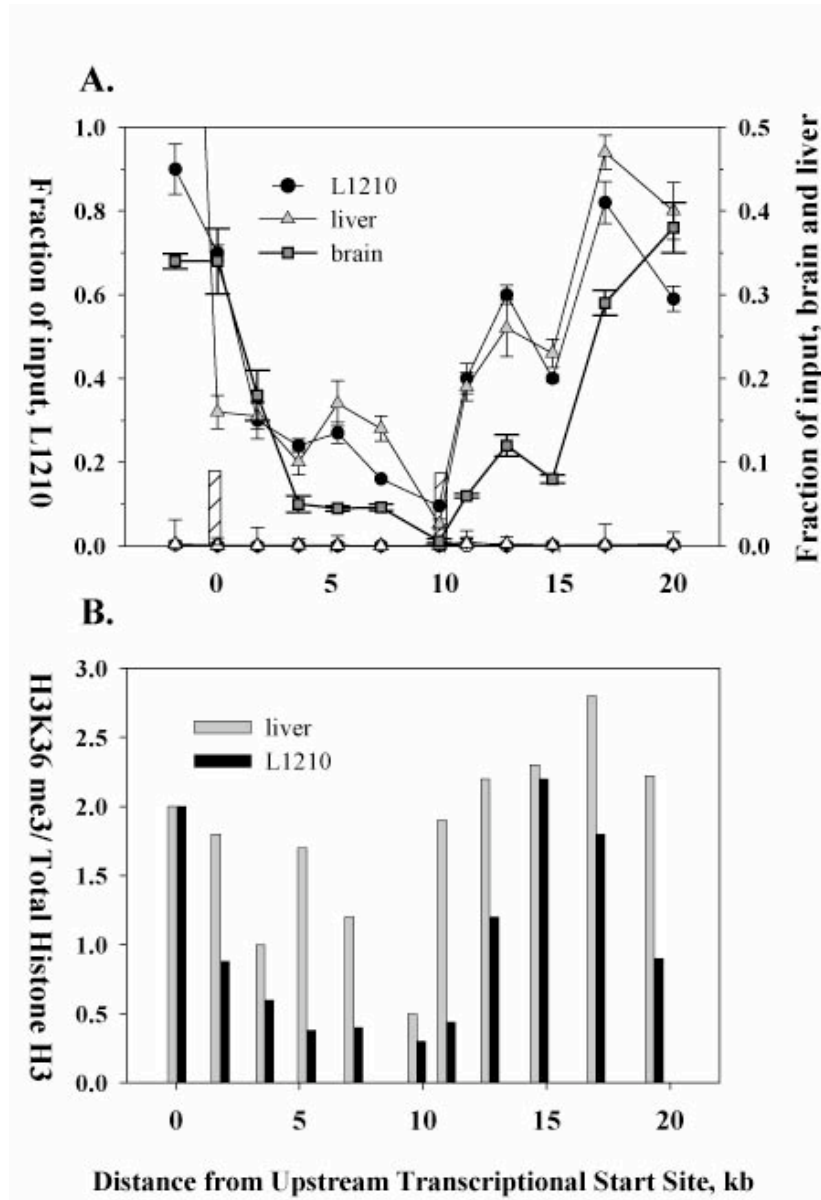 A.
1.0
0.8
0.6
0.4
0.2
0.0
Fraction of input, L1210
L1210
liver
brain
0.5
0.4
0.3
0.2
0.1
0.0
Fraction of input, brain and liver
0
5
10
15
20
B.
3.0
2.5
2.0
1.5
1.0
0.5
0.0
H3K36 me3/ Total Histone H3
liver
L1210
0
5
10
15
20
Distance from Upstream Transcriptional Start Site, kb